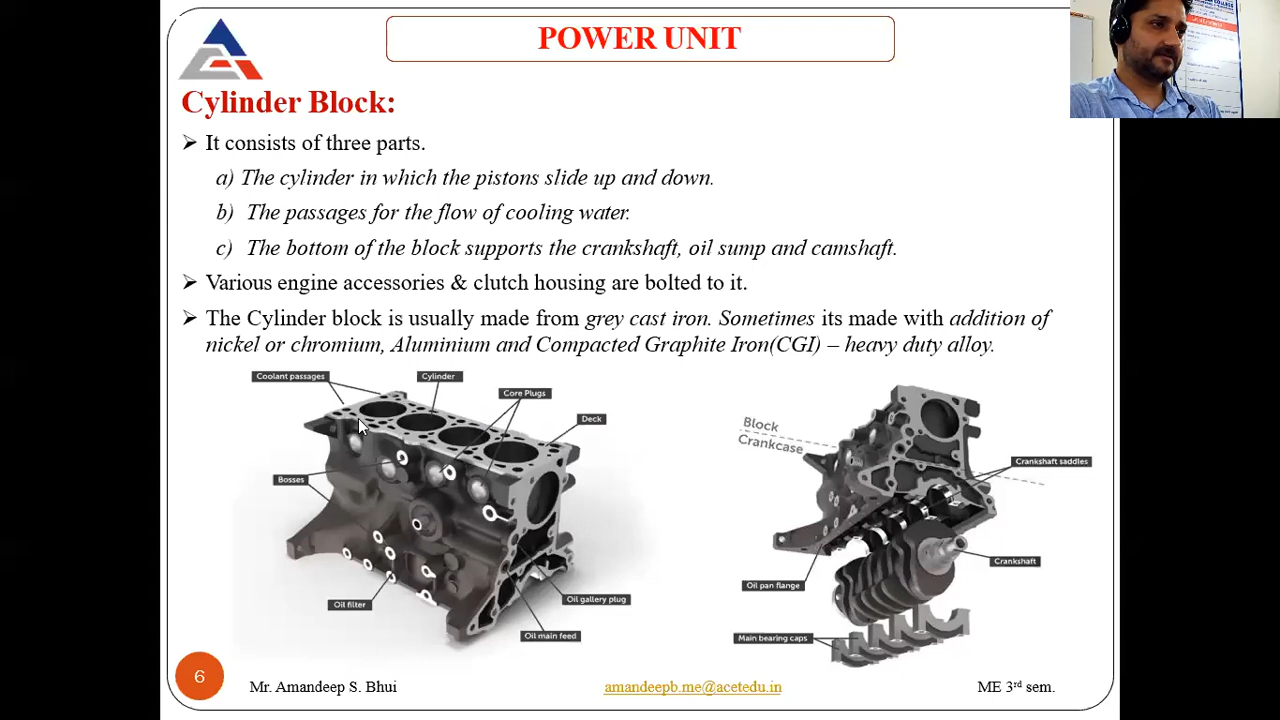 POWER UNIT
Cylinder Block:
➢ It consists of three parts.
a) The cylinder in which the pistons slide up and down.
b) The passages for the flow of cooling water.
c) The bottom of the block supports the crankshaft, oil sump and camshaft.
➢ Various engine accessories & clutch housing are bolted to it.
➢ The Cylinder block is usually made from grey cast iron. Sometimes its made with addition of
nickel or chromium, Aluminium and Compacted Graphite Iron(CGI) – heavy duty alloy.
Coolant passages
Cylinder
Core Plugs
Deck
Bosses
Oil filter
Oil gallery plug
Oil main feed
Block
Crankcase
Crankshaft saddles
Crankshaft
Oil pan flange
Main bearing caps
6
Mr. Amandeep S. Bhui
amandeepb.me@acetedu.in
ME 3rd sem.